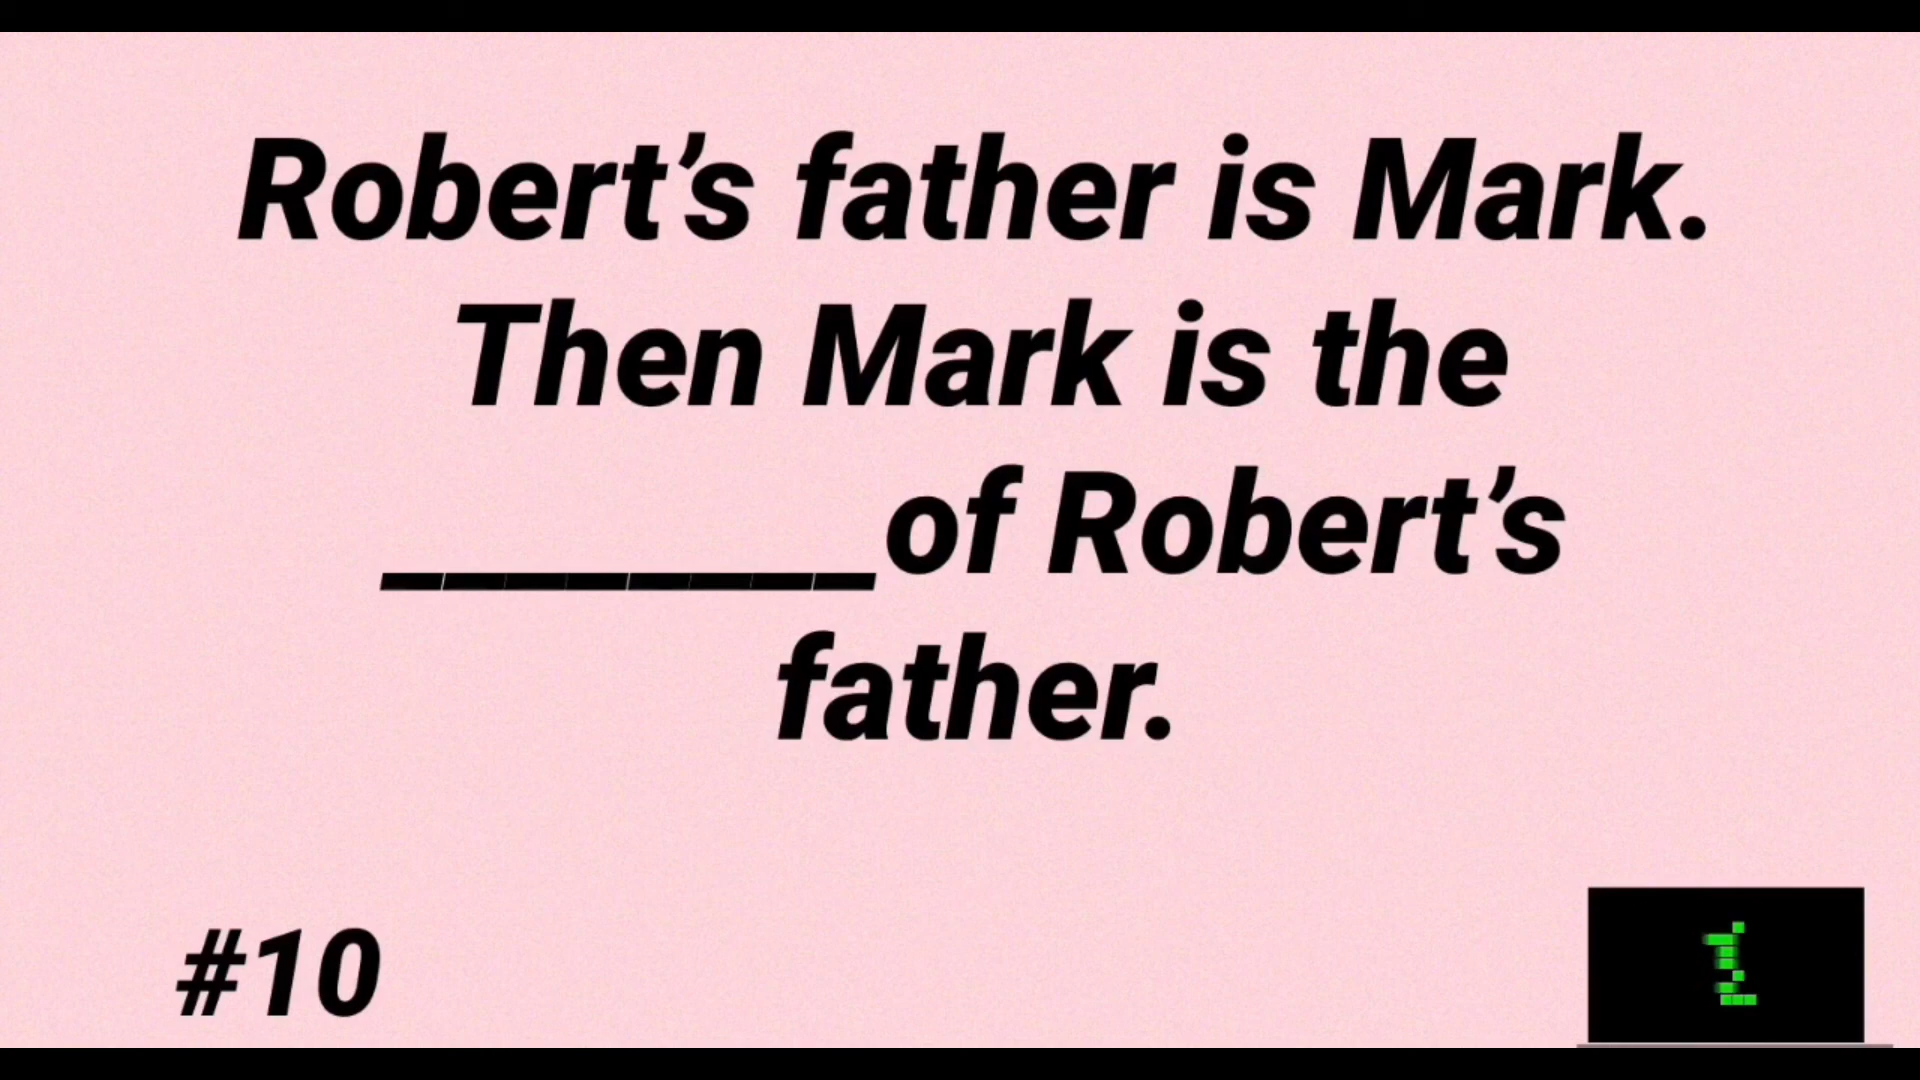 Robert’s father is Mark.
Then Mark is the
________of Robert’s
father.
#10